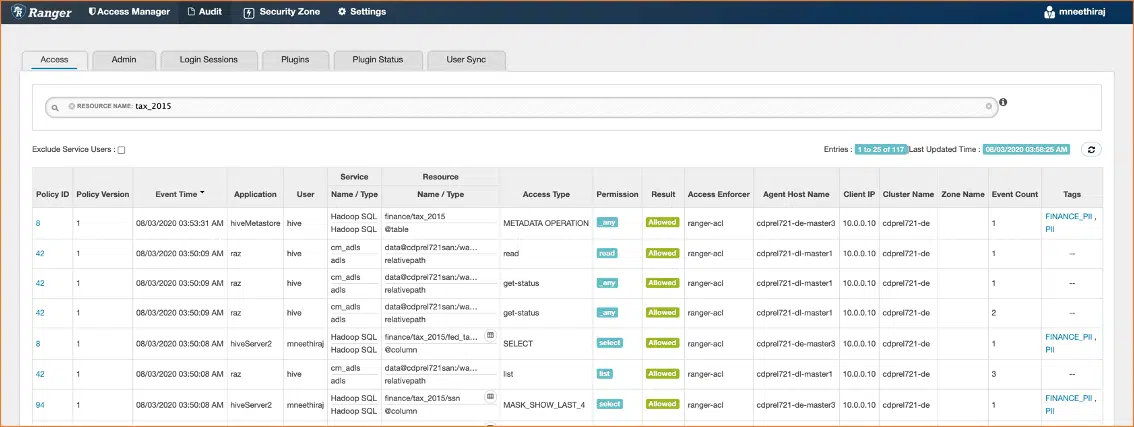 Ranger Access Manager Audit Security Zone Settings mneethiraj
Access Admin Login Sessions Plugins Plugin Status User Sync
RESOURCE NAME: tax_2015
Exclude Service Users : Entries : 1 to 25 of 117 Last Updated Time : 08/03/2020 03:58:25 AM
Service Resource
Policy ID Policy Version Event Time Application User Name / Type Name / Type Access Type Permission Result Access Enforcer Agent Host Name Client IP Cluster Name Zone Name Event Count Tags
8 1 08/03/2020 03:53:31 AM hiveMetastore hive Hadoop SQL finance/tax_2015 METADATA OPERATION _any Allowed ranger-acl cdprel721-de-master3 10.0.0.10 cdprel721-de 1 FINANCE_PII ,
Hadoop SQL @table PII
42 1 08/03/2020 03:50:09 AM raz hive cm_adls data@cdprel721san:/wa... read read Allowed ranger-acl cdprel721-dl-master1 10.0.0.10 cdprel721-de 1 --
adls relativepath
42 1 08/03/2020 03:50:09 AM raz hive cm_adls data@cdprel721san:/wa... get-status _any Allowed ranger-acl cdprel721-dl-master1 10.0.0.10 cdprel721-de 1 --
adls relativepath
42 1 08/03/2020 03:50:09 AM raz hive cm_adls data@cdprel721san:/wa... get-status _any Allowed ranger-acl cdprel721-dl-master1 10.0.0.10 cdprel721-de 2 --
adls relativepath
8 1 08/03/2020 03:50:08 AM hiveServer2 mneethiraj Hadoop SQL finance/tax_2015/fed_ta... SELECT select Allowed ranger-acl cdprel721-de-master3 10.0.0.10 cdprel721-de 1 FINANCE_PII ,
Hadoop SQL @column PII
42 1 08/03/2020 03:50:08 AM raz hive cm_adls data@cdprel721san:/wa... list list Allowed ranger-acl cdprel721-dl-master1 10.0.0.10 cdprel721-de 3 --
adls relativepath
94 1 08/03/2020 03:50:08 AM hiveServer2 mneethiraj Hadoop SQL finance/tax_2015/ssn MASK_SHOW_LAST_4 select Allowed ranger-acl cdprel721-de-master3 10.0.0.10 cdprel721-de 1 FINANCE_PII ,
Hadoop SQL @column PII